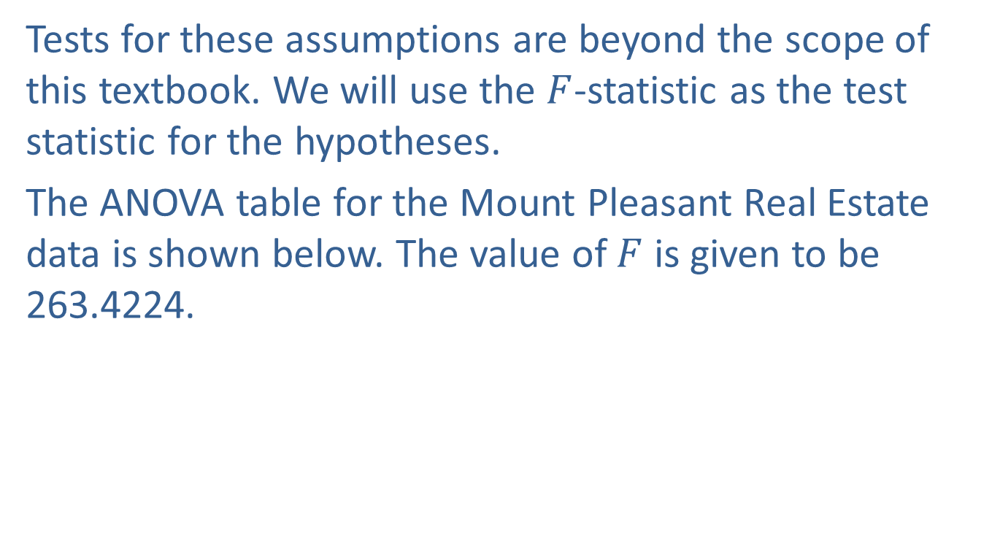 Tests for these assumptions are beyond the scope of
this textbook. We will use the F-statistic as the test
statistic for the hypotheses.
The ANOVA table for the Mount Pleasant Real Estate
data is shown below. The value of F is given to be
263.4224.